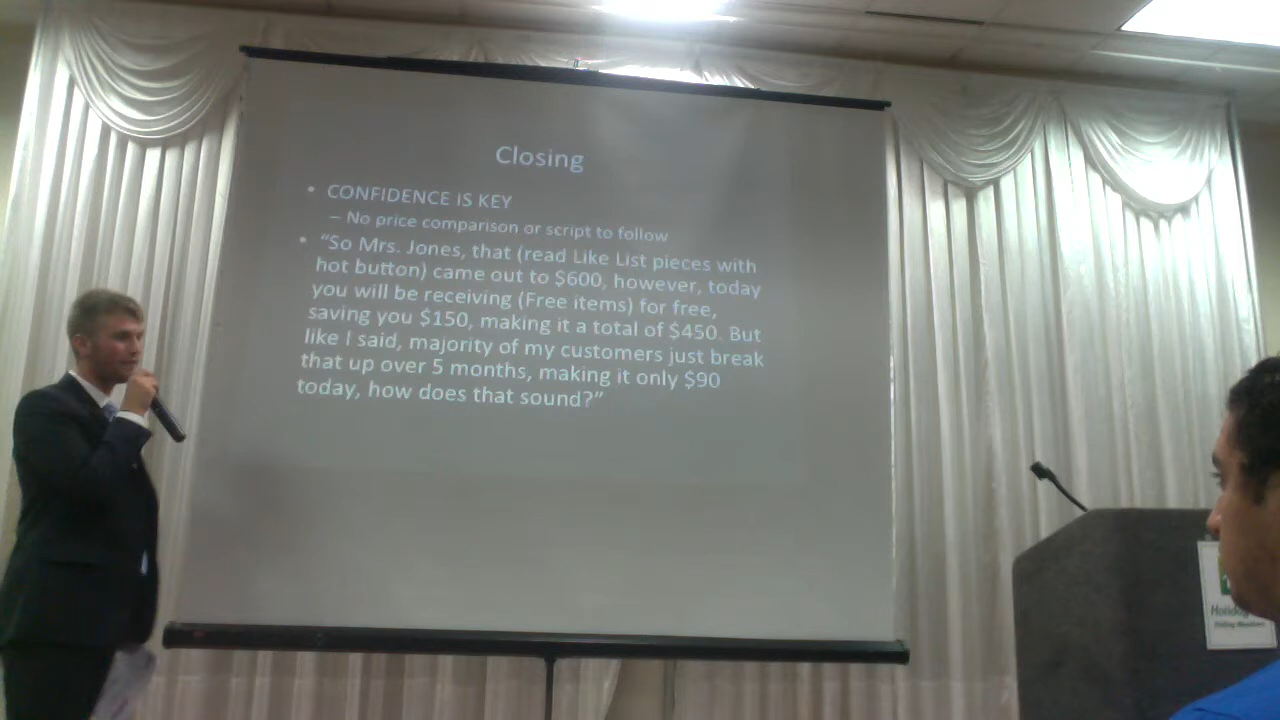 Closing
• CONFIDENCE IS KEY
– No price comparison or script to follow
• “So Mrs. Jones, that (read Like List pieces with
hot button) came out to $600, however, today
you will be receiving (Free items) for free,
saving you $150, making it a total of $450. But
like I said, majority of my customers just break
that up over 5 months, making it only $90
today, how does that sound?”
Holiday
Rolling Meadows